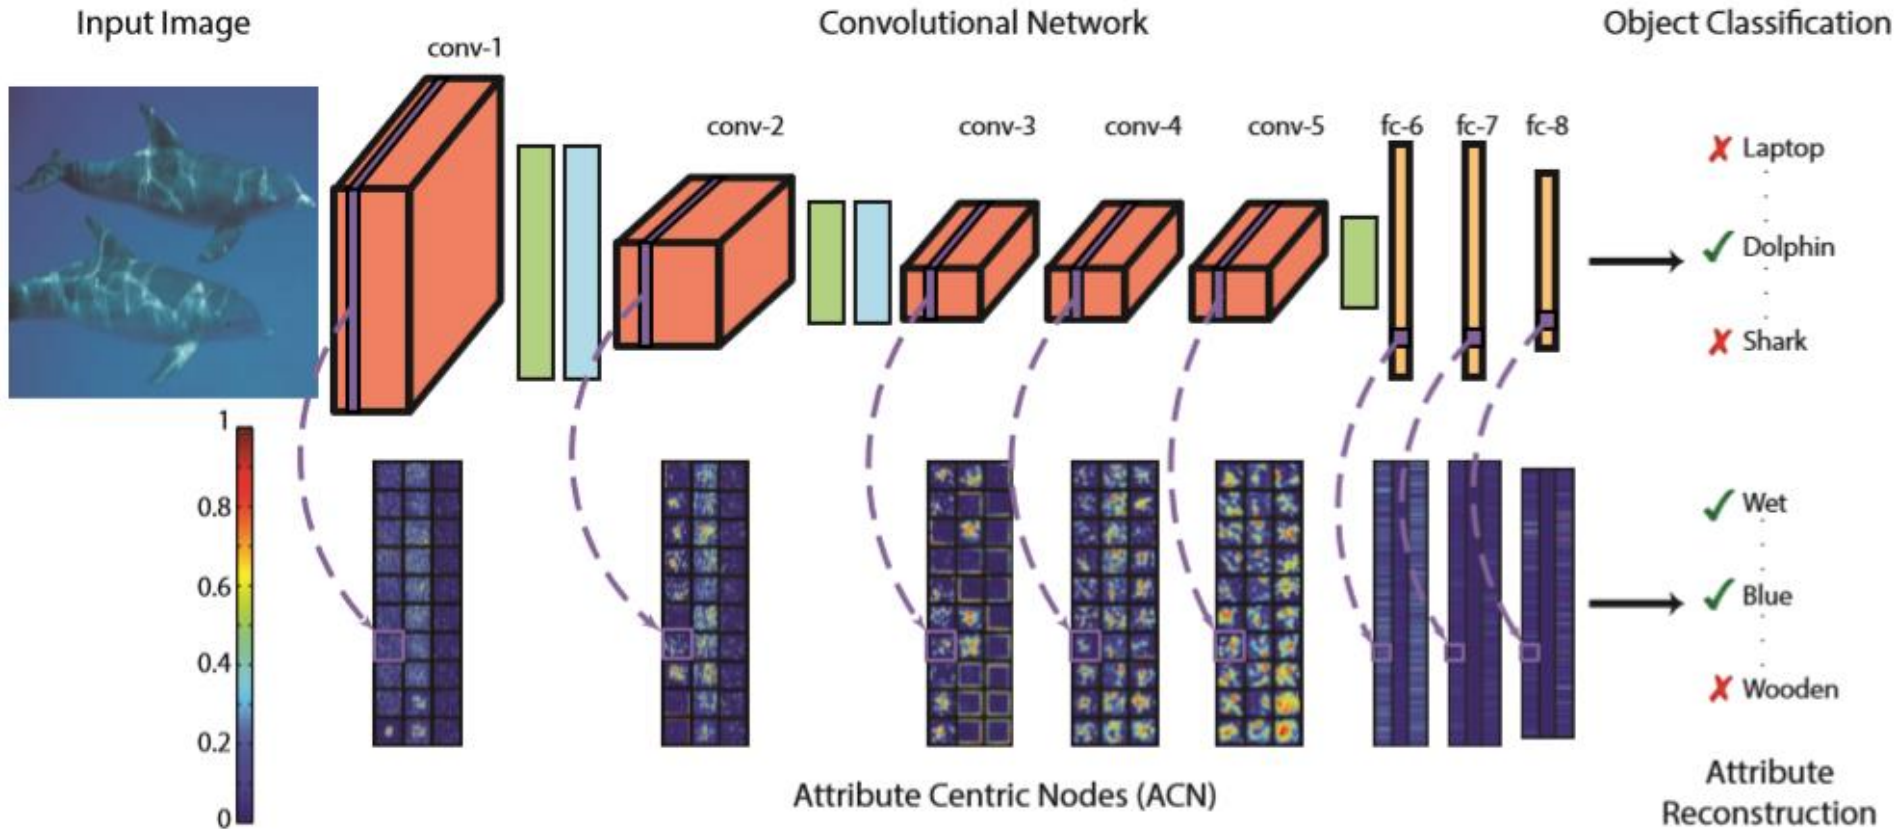 Input Image
Convolutional Network
Object Classification
conv-1
conv-2
conv-3
conv-4
conv-5
fc-6
fc-7
fc-8
✗ Laptop
✓ Dolphin
✗ Shark
1
0.8
0.6
0.4
0.2
0
✓ Wet
✓ Blue
✗ Wooden
Attribute Centric Nodes (ACN)
Attribute
Reconstruction